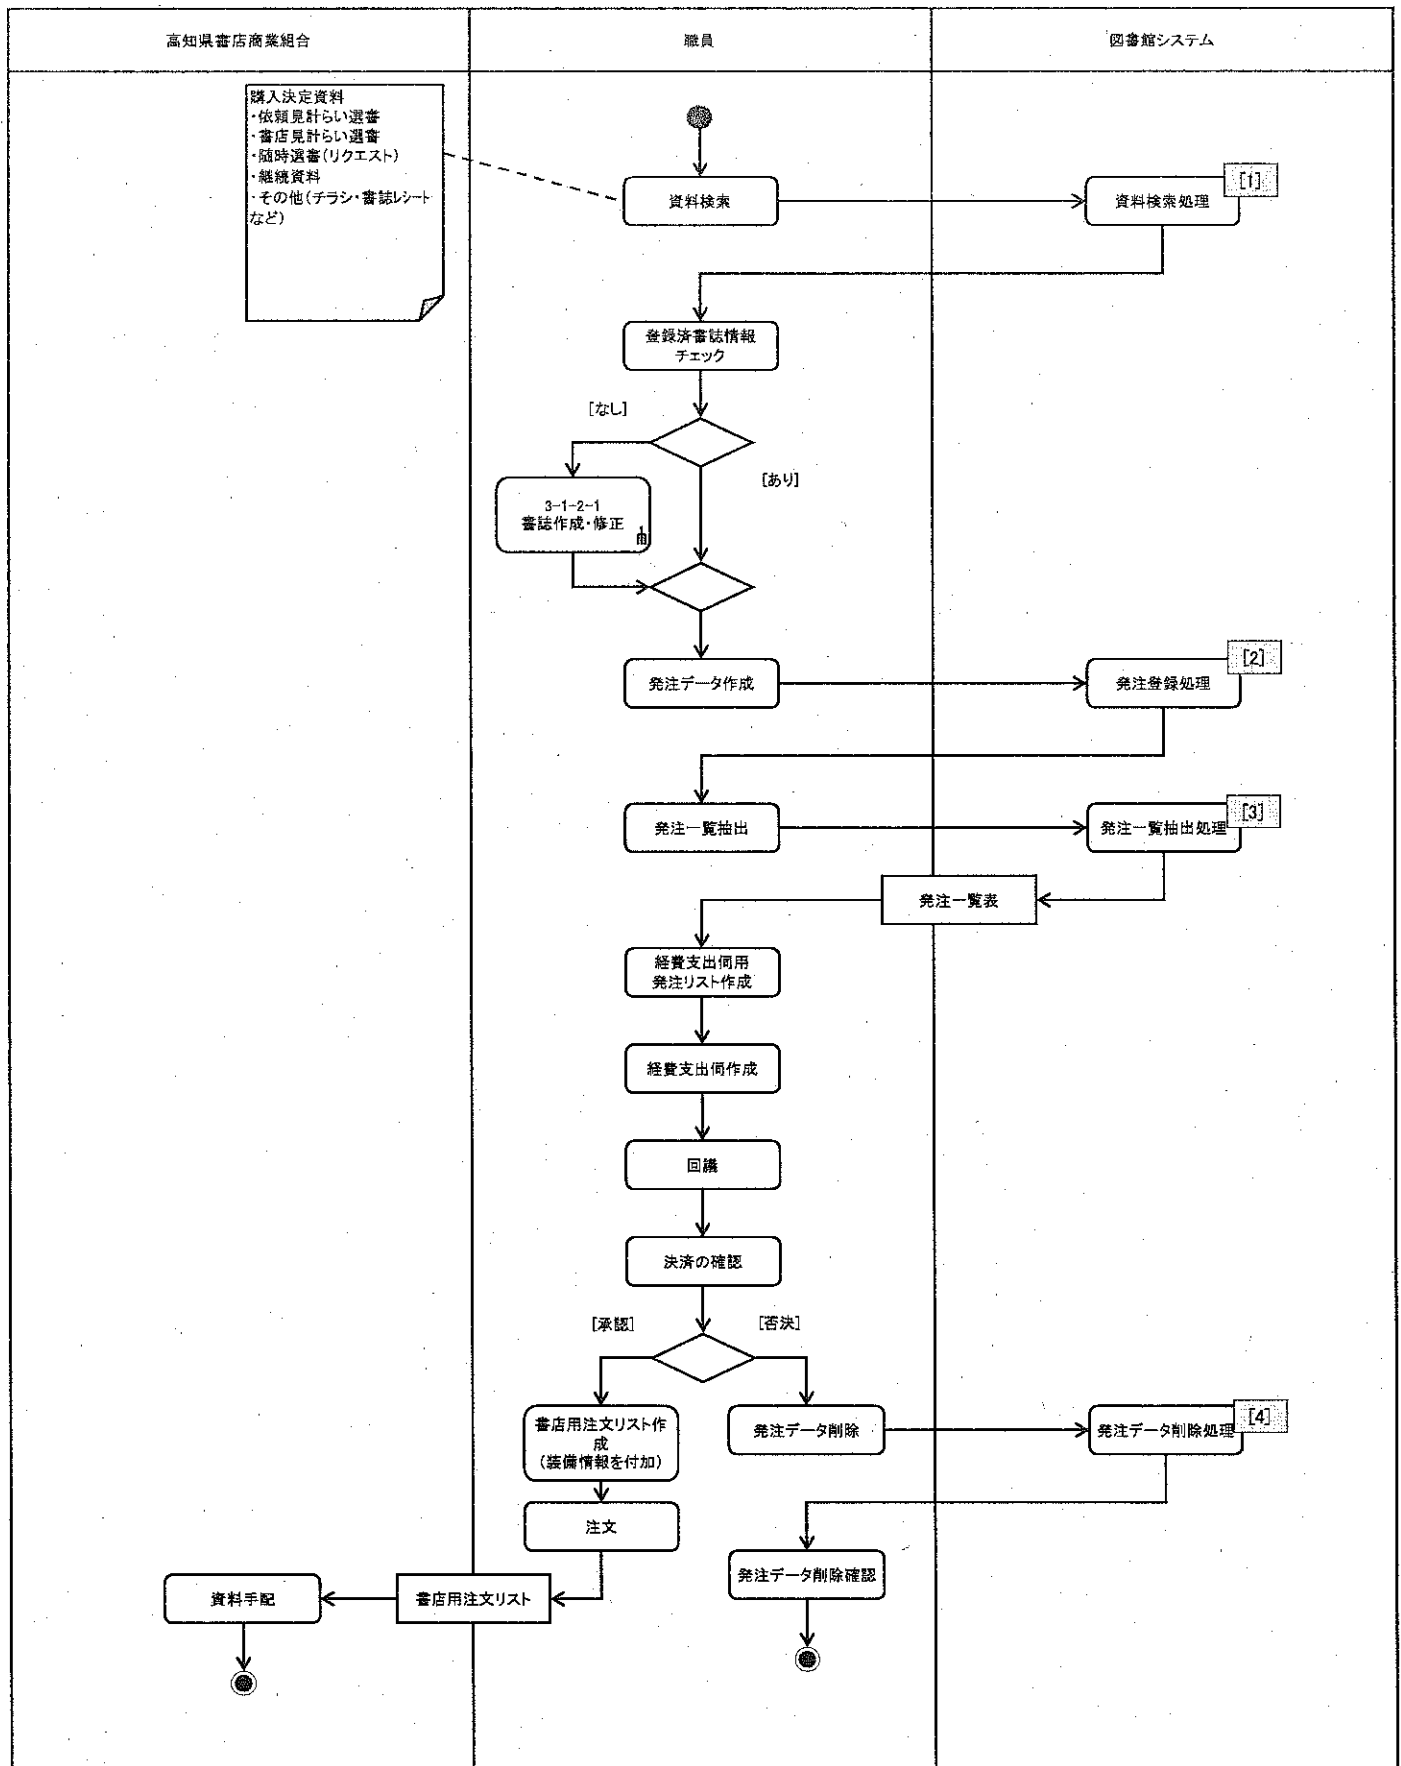 高知県書店商業組合
職員
図書館システム
購入決定資料
・依頼見計らい選書
・書店見計らい選書
・随時選書(リクエスト)
・継続資料
・その他(チラシ・書誌レシート
など)
資料検索
資料検索処理
[1]
登録済書誌情報
チェック
[なし]
[あり]
3-1-2-1
書誌作成・修正
発注データ作成
発注登録処理
[2]
発注一覧抽出
発注一覧抽出処理
[3]
発注一覧表
経費支出伺用
発注リスト作成
経費支出伺作成
回議
決済の確認
[承認]
[否決]
書店用注文リスト作
成
(装備情報を付加)
発注データ削除
発注データ削除処理
[4]
注文
発注データ削除確認
資料手配
書店用注文リスト